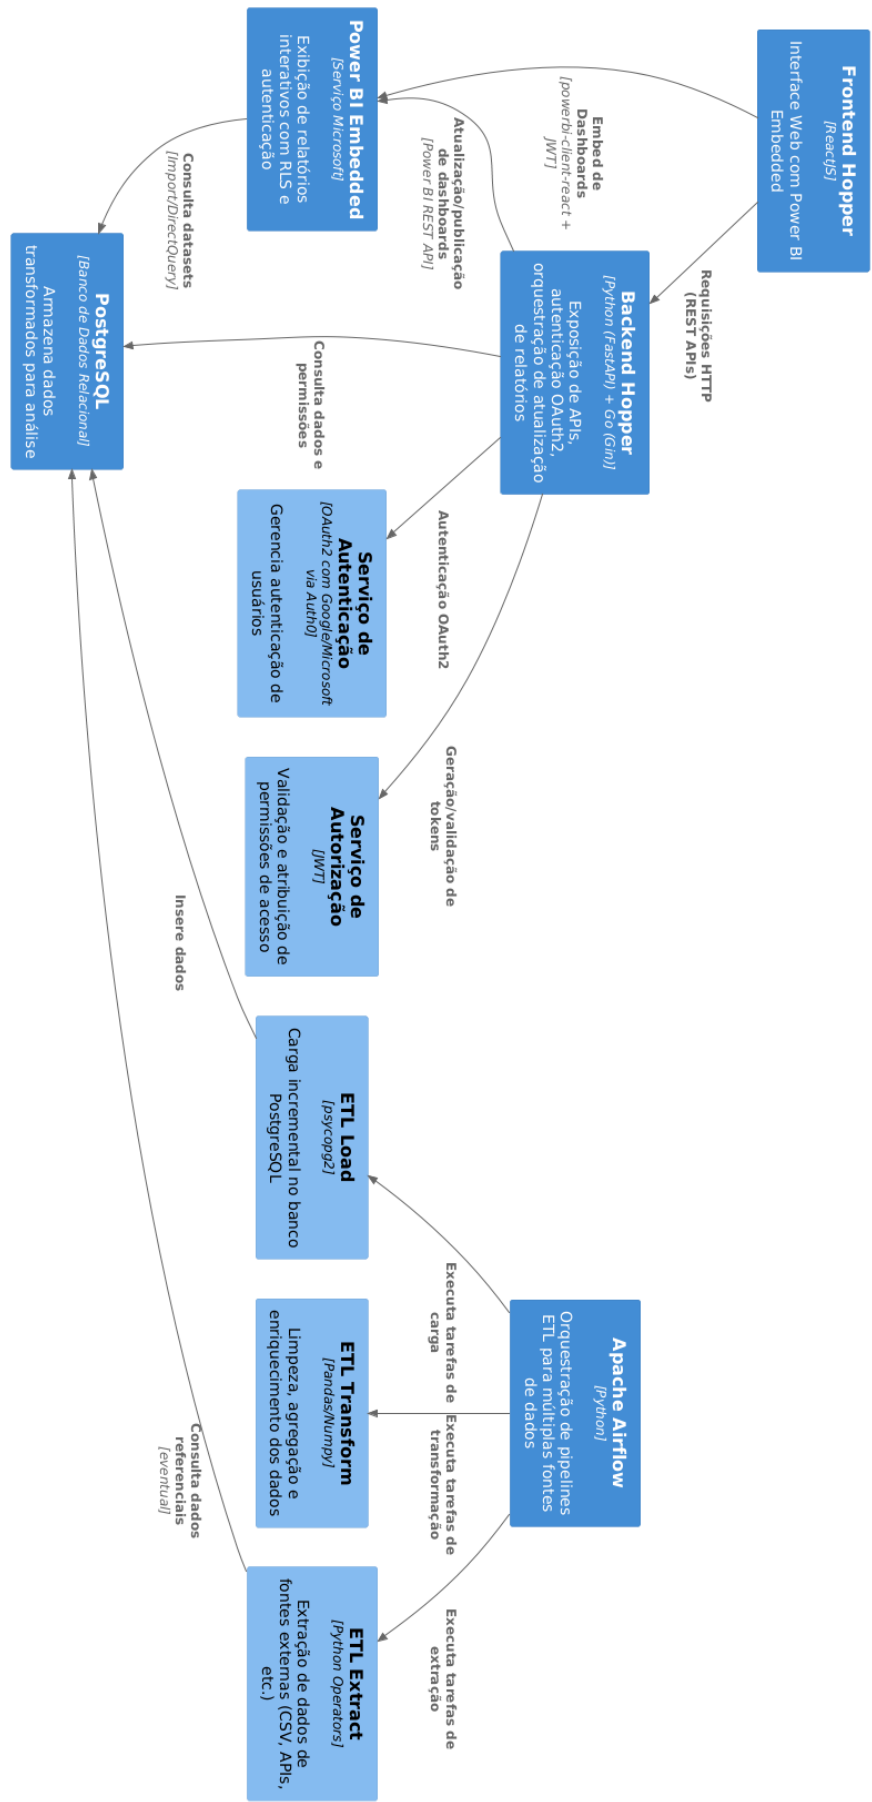 Frontend Hopper
[ReactJS]
Interface Web com Power BI
Embedded
Requisições HTTP
(REST APIs)
Embed de
Dashboards
[powerbi-client-react +
JWT]
Backend Hopper
[Python (FastAPI) + Go (Gin)]
Exposição de APIs,
autenticação OAuth2,
orquestração de atualização
de relatórios
Atualização/publicação
de dashboards
[Power BI REST API]
Power BI Embedded
[Serviço Microsoft]
Exibição de relatórios
interativos com RLS e
autenticação
Consulta datasets
[Import/DirectQuery]
Consulta dados e
permissões
PostgreSQL
[Banco de Dados Relacional]
Armazena dados
transformados para análise
Autenticação OAuth2
Serviço de
Autenticação
[OAuth2 com Google/Microsoft
via Auth0]
Gerencia autenticação de
usuários
Geração/validação de
tokens
Serviço de
Autorização
[JWT]
Validação e atribuição de
permissões de acesso
Apache Airflow
[Python]
Orquestração de pipelines
ETL para múltiplas fontes
de dados
Executa tarefas de
carga
Executa tarefas de
transformação
Executa tarefas de
extração
ETL Load
[psycopg2]
Carga incremental no banco
PostgreSQL
ETL Transform
[Pandas/Numpy]
Limpeza, agregação e
enriquecimento dos dados
ETL Extract
[Python Operators]
Extração de dados de
fontes externas (CSV, APIs,
etc.)
Insere dados
Consulta dados
referenciais
[eventual]